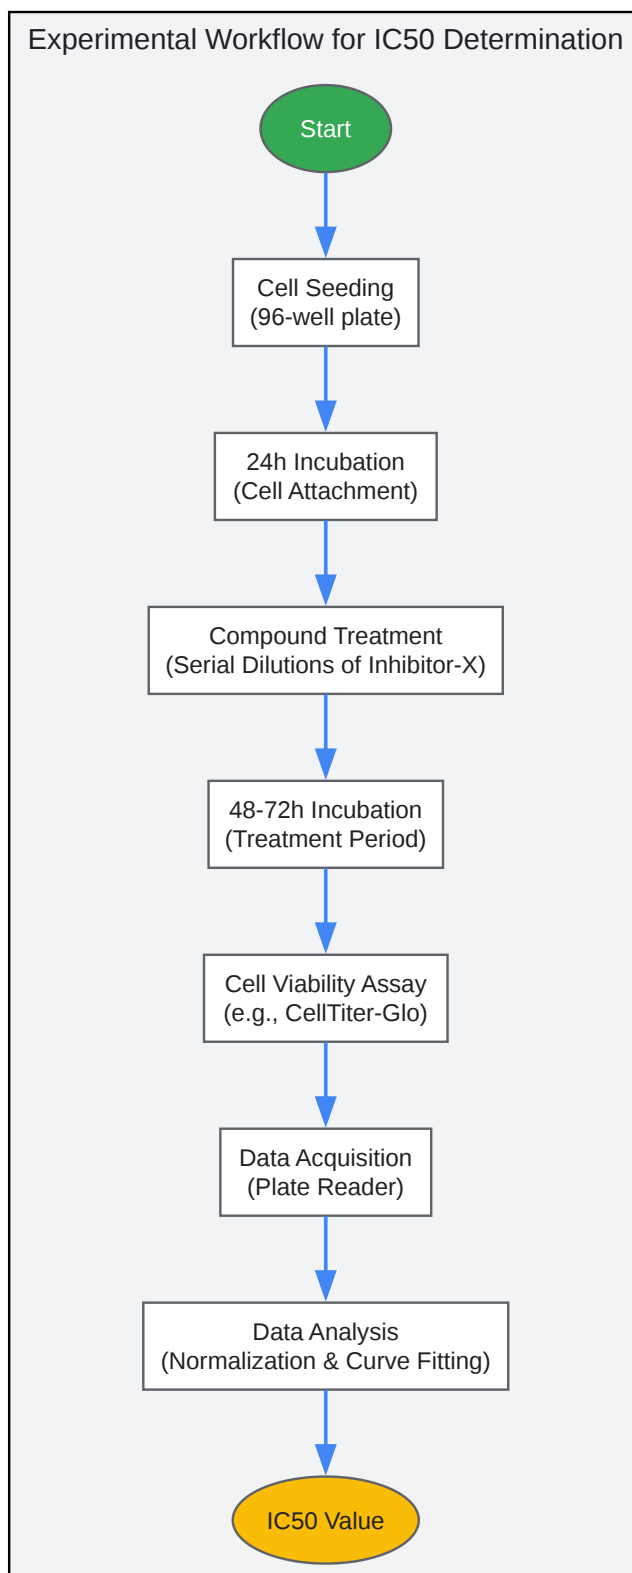 Experimental Workflow for IC50 Determination
Start
Cell Seeding
(96-well plate)
24h Incubation
(Cell Attachment)
Compound Treatment
(Serial Dilutions of Inhibitor-X)
48-72h Incubation
(Treatment Period)
Cell Viability Assay
(e.g., CellTiter-Glo)
Data Acquisition
(Plate Reader)
Data Analysis
(Normalization & Curve Fitting)
IC50 Value